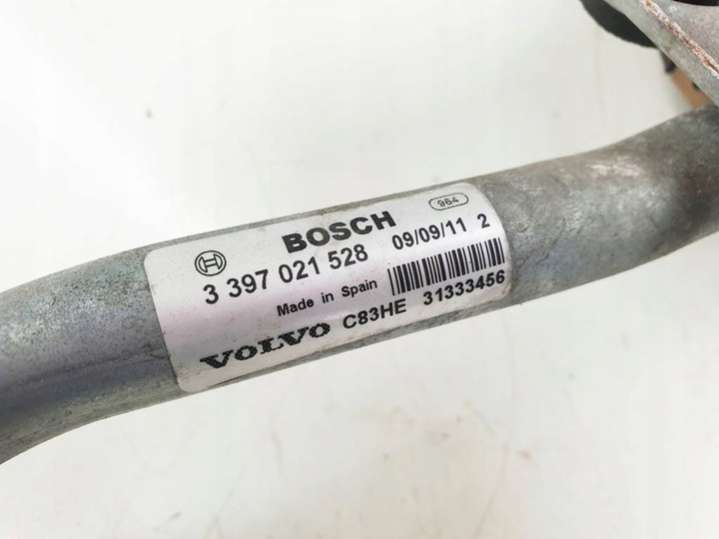 964
BOSCH
3 397 021 528 09/09/11 2
Made in Spain
VOLVO C83HE 31333456